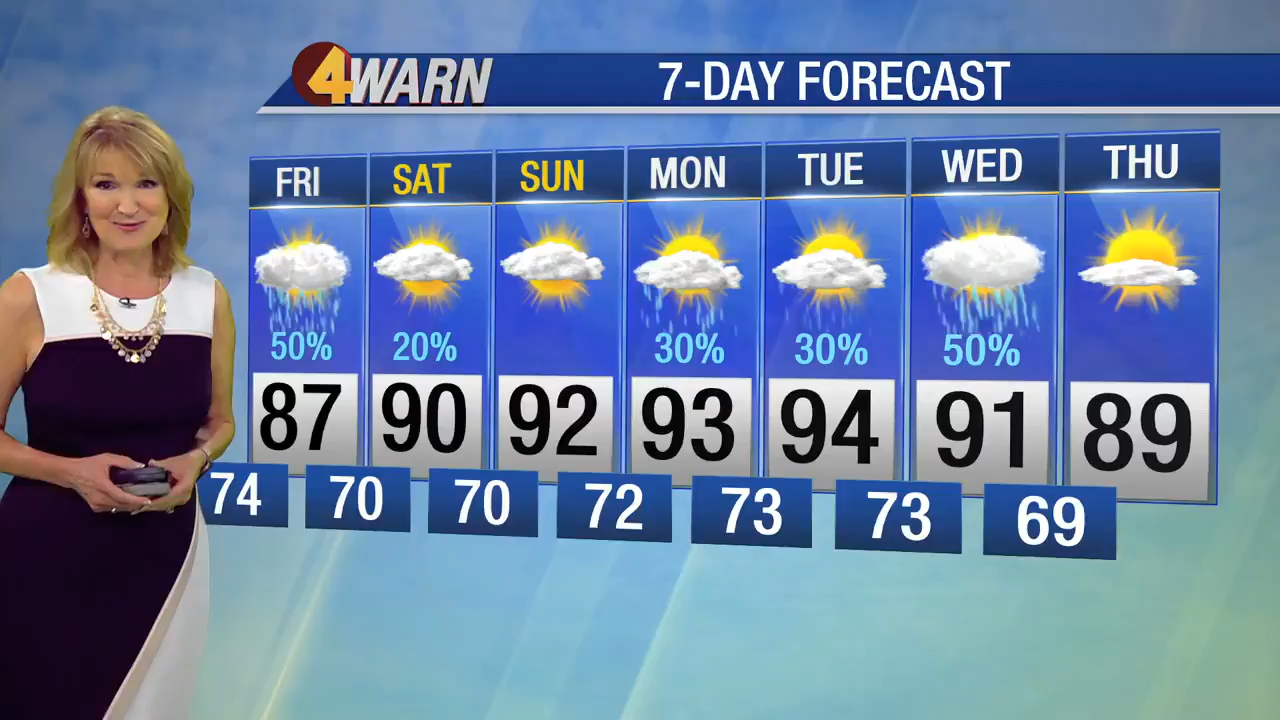 4WARN
7-DAY FORECAST
FRI SAT SUN MON TUE WED THU
50% 20% 30% 30% 50%
87 90 92 93 94 91 89
74 70 70 72 73 73 69